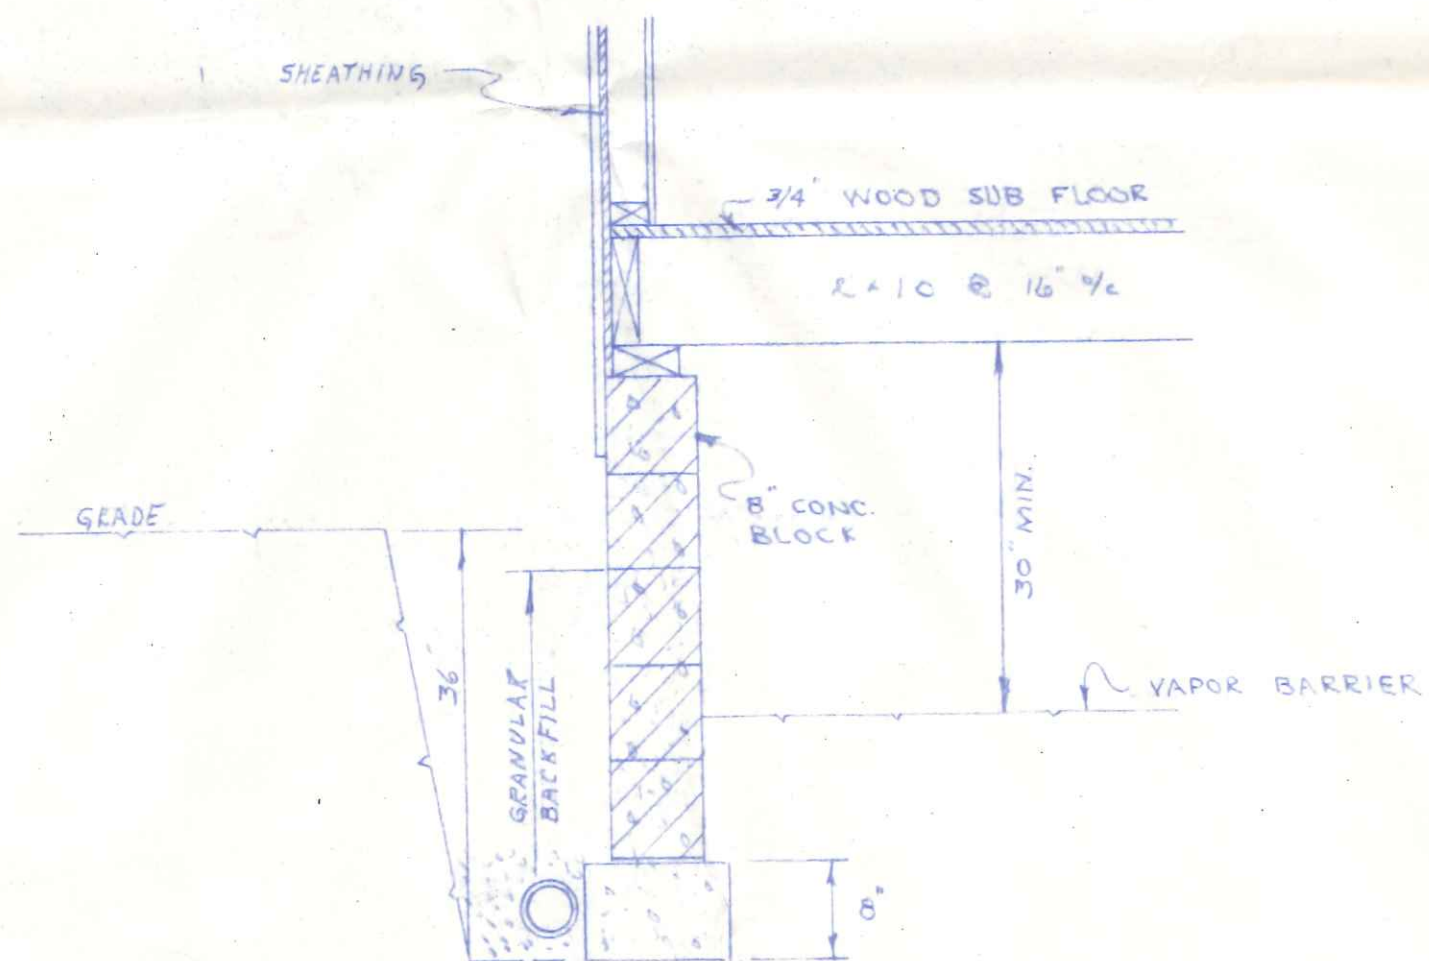 SHEATHING
3/4" WOOD SUB FLOOR
2x10 @ 16" o/c
8" CONC.
BLOCK
GRADE
30" MIN.
36"
GRANULAR
BACKFILL
VAPOR BARRIER
8"